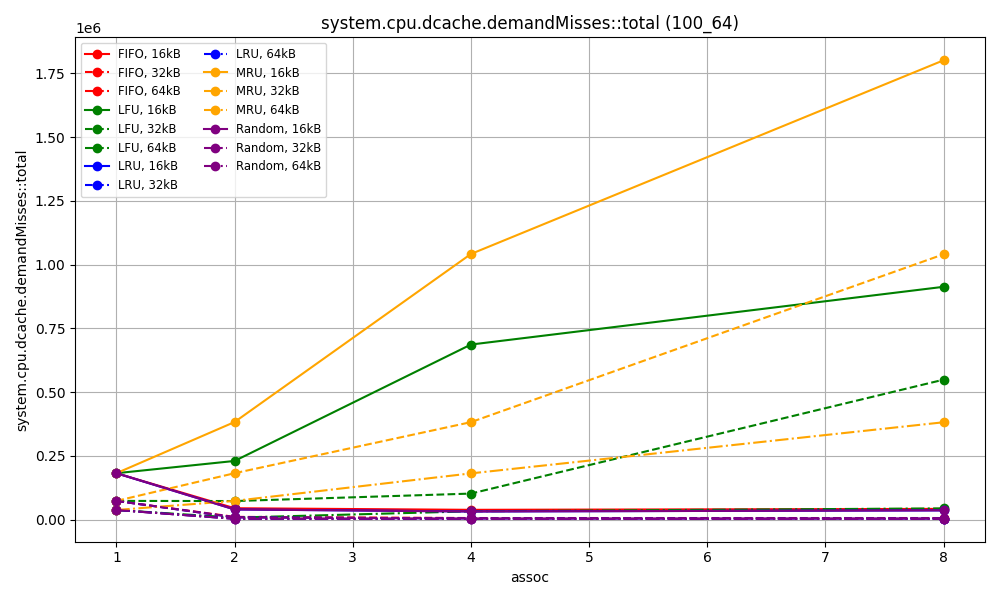 system.cpu.dcache.demandMisses::total (100_64)
1e6
FIFO, 16kB
FIFO, 32kB
FIFO, 64kB
LFU, 16kB
LFU, 32kB
LFU, 64kB
LRU, 16kB
LRU, 32kB
LRU, 64kB
MRU, 16kB
MRU, 32kB
MRU, 64kB
Random, 16kB
Random, 32kB
Random, 64kB
system.cpu.dcache.demandMisses::total
1.75
1.50
1.25
1.00
0.75
0.50
0.25
0.00
1 2 3 4 5 6 7 8
assoc